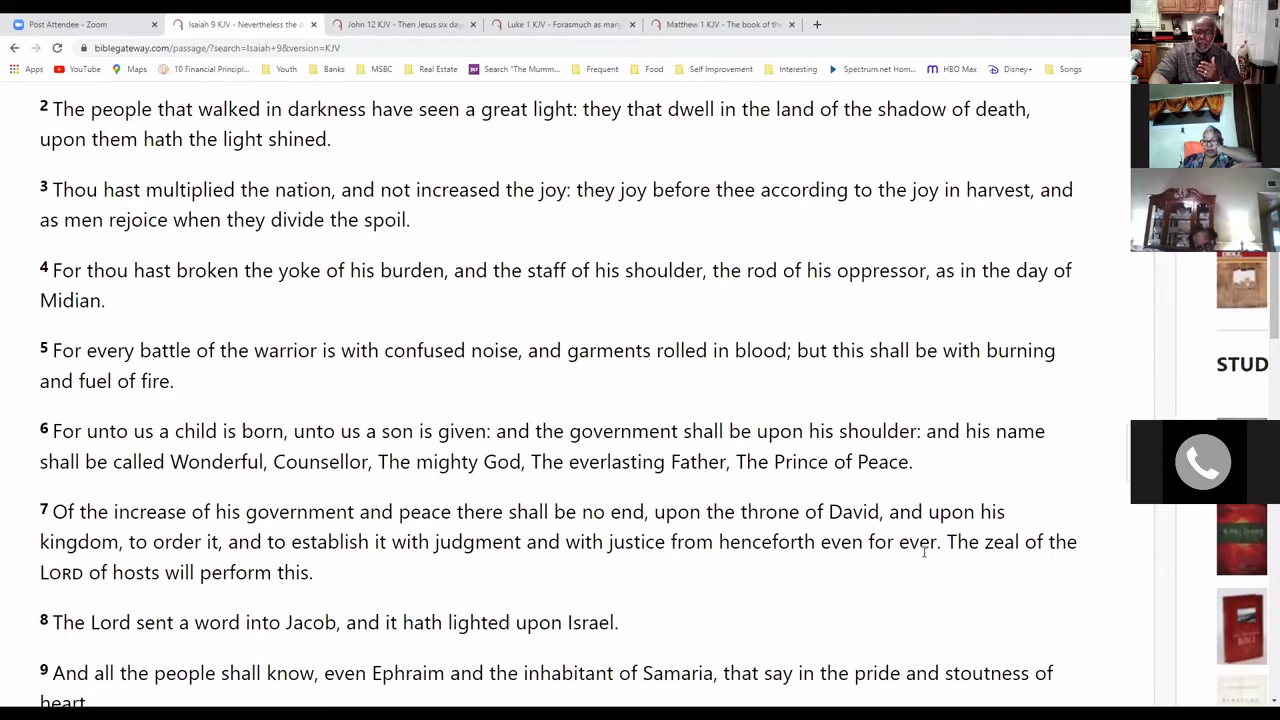 Post Attendee - Zoom
Isaiah 9 KJV - Nevertheless the d
John 12 KJV - Then Jesus six day
Luke 1 KJV - Forasmuch as many
Matthew 1 KJV - The book of the
biblegateway.com/passage/?search=Isaiah+9&version=KJV
Apps YouTube Maps 10 Financial Principl... Youth Banks MSBC Real Estate Search "The Mumm... Frequent Food Self Improvement Interesting Spectrum.net Hom... HBO Max Disney+ Songs
2 The people that walked in darkness have seen a great light: they that dwell in the land of the shadow of death,
upon them hath the light shined.
3 Thou hast multiplied the nation, and not increased the joy: they joy before thee according to the joy in harvest, and
as men rejoice when they divide the spoil.
4 For thou hast broken the yoke of his burden, and the staff of his shoulder, the rod of his oppressor, as in the day of
Midian.
5 For every battle of the warrior is with confused noise, and garments rolled in blood; but this shall be with burning
and fuel of fire.
6 For unto us a child is born, unto us a son is given: and the government shall be upon his shoulder: and his name
shall be called Wonderful, Counsellor, The mighty God, The everlasting Father, The Prince of Peace.
7 Of the increase of his government and peace there shall be no end, upon the throne of David, and upon his
kingdom, to order it, and to establish it with judgment and with justice from henceforth even for ever. The zeal of the
LORD of hosts will perform this.
8 The Lord sent a word into Jacob, and it hath lighted upon Israel.
9 And all the people shall know, even Ephraim and the inhabitant of Samaria, that say in the pride and stoutness of
heart
STUD